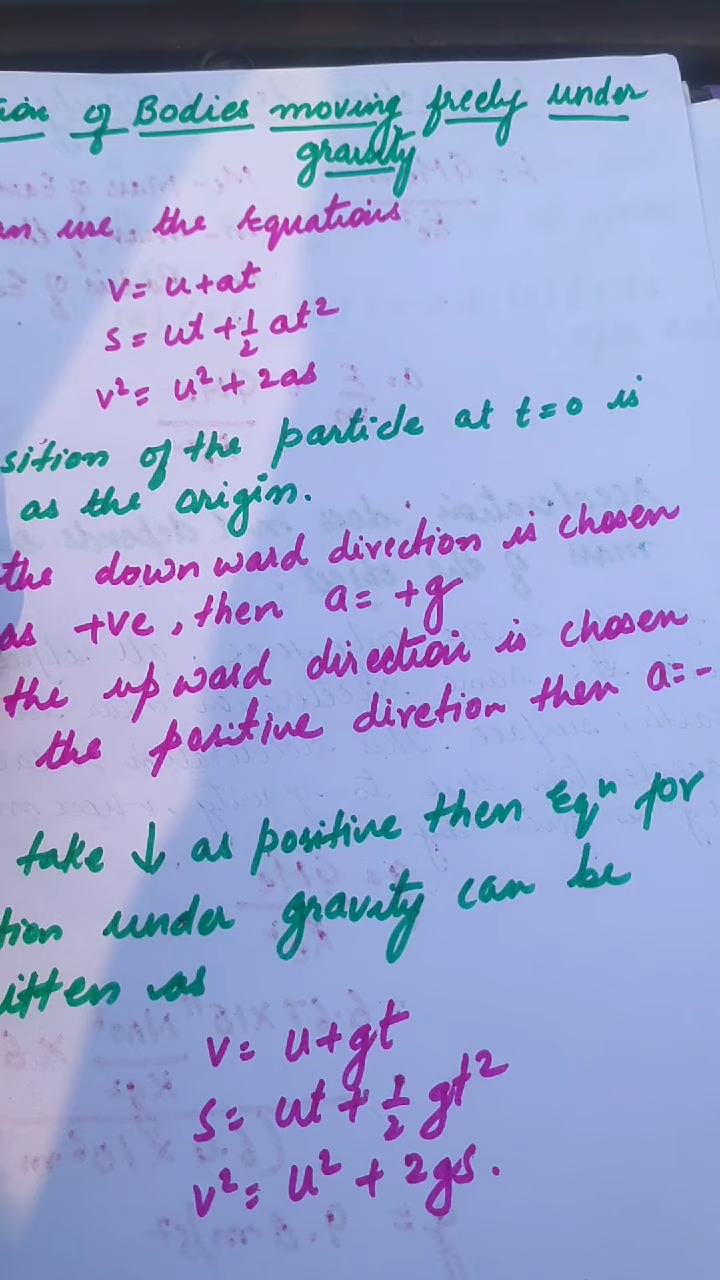 ion of Bodies moving freely under
gravity
an use the Equations
v = u + at
s = ut + 1/2 at²
v² = u² + 2as
sition of the particle at t = 0 is
as the origin.
the downward direction is chosen
as +ve, then a = +g
the upward direction is chosen
the positive diretion then a = -
take ↓ as positive then Eqⁿ for
tion under gravity can be
itten as
v = u + gt
s = ut + 1/2 gt²
v² = u² + 2gs.